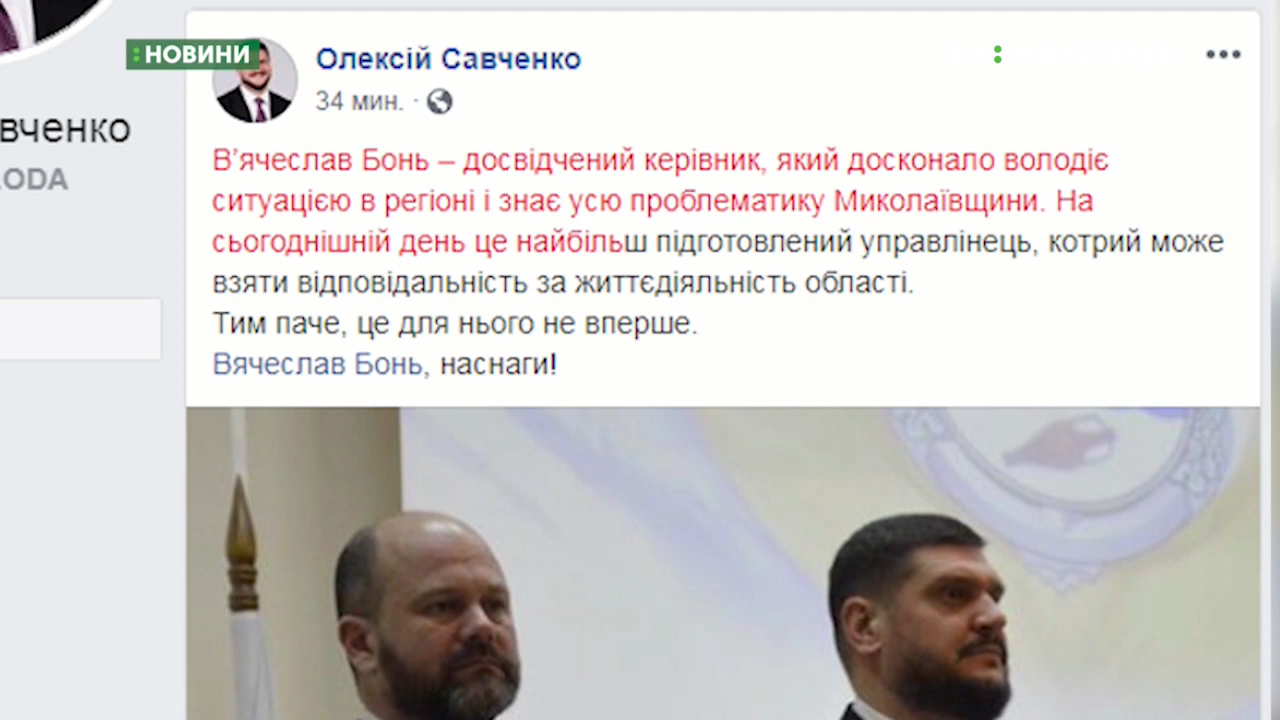 НОВИНИ
Олексій Савченко
34 мин.
вченко
ODA
В'ячеслав Бонь – досвідчений керівник, який досконало володіє
ситуацією в регіоні і знає усю проблематику Миколаївщини. На
сьогоднішній день це найбільш підготовлений управлінець, котрий може
взяти відповідальність за життєдіяльність області.
Тим паче, це для нього не вперше.
Вячеслав Бонь, наснаги!